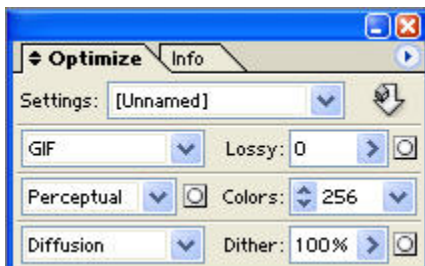 Optimize Info
Settings: [Unnamed]
GIF Lossy: 0
Perceptual Colors: 256
Diffusion Dither: 100%